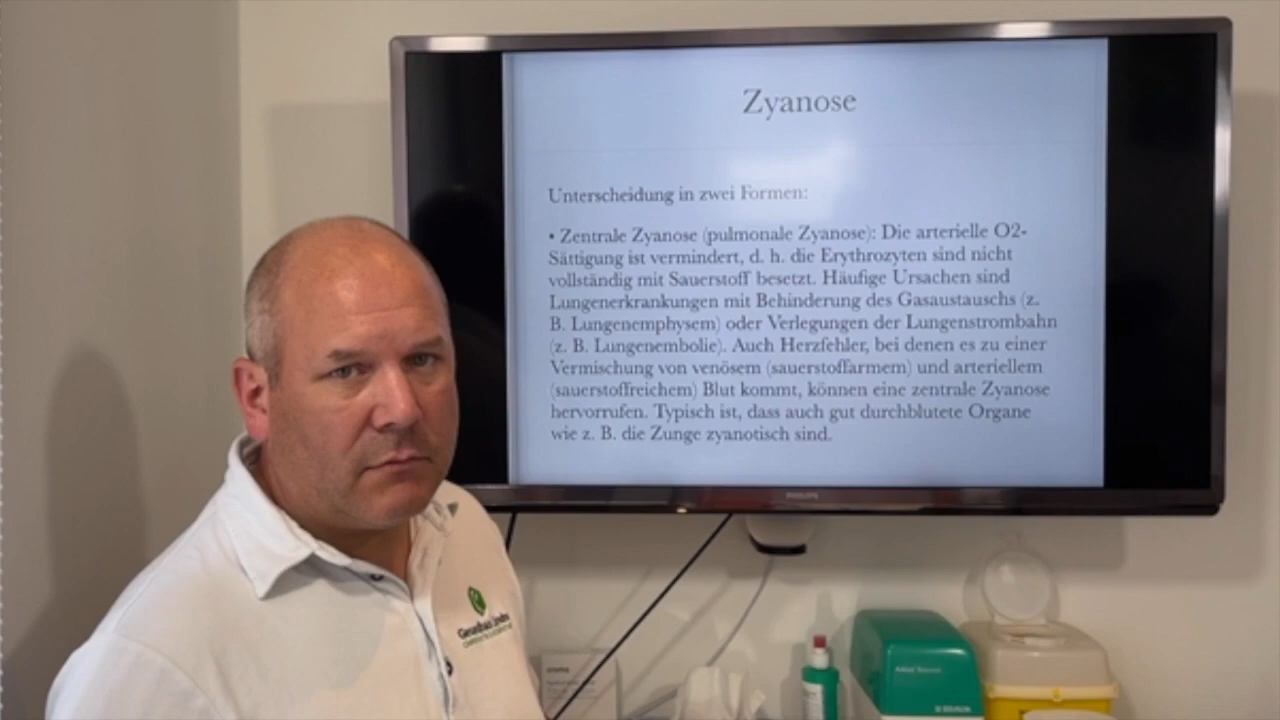 Zyanose
Unterscheidung in zwei Formen:
• Zentrale Zyanose (pulmonale Zyanose): Die arterielle O2-
Sättigung ist vermindert, d. h. die Erythrozyten sind nicht
vollständig mit Sauerstoff besetzt. Häufige Ursachen sind
Lungenerkrankungen mit Behinderung des Gasaustauschs (z.
B. Lungenemphysem) oder Verlegungen der Lungenstrombahn
(z. B. Lungenembolie). Auch Herzfehler, bei denen es zu einer
Vermischung von venösem (sauerstoffarmem) und arteriellem
(sauerstoffreichem) Blut kommt, können eine zentrale Zyanose
hervorrufen. Typisch ist, dass auch gut durchblutete Organe
wie z. B. die Zunge zyanotisch sind.
PHILIPS
B BRAUN